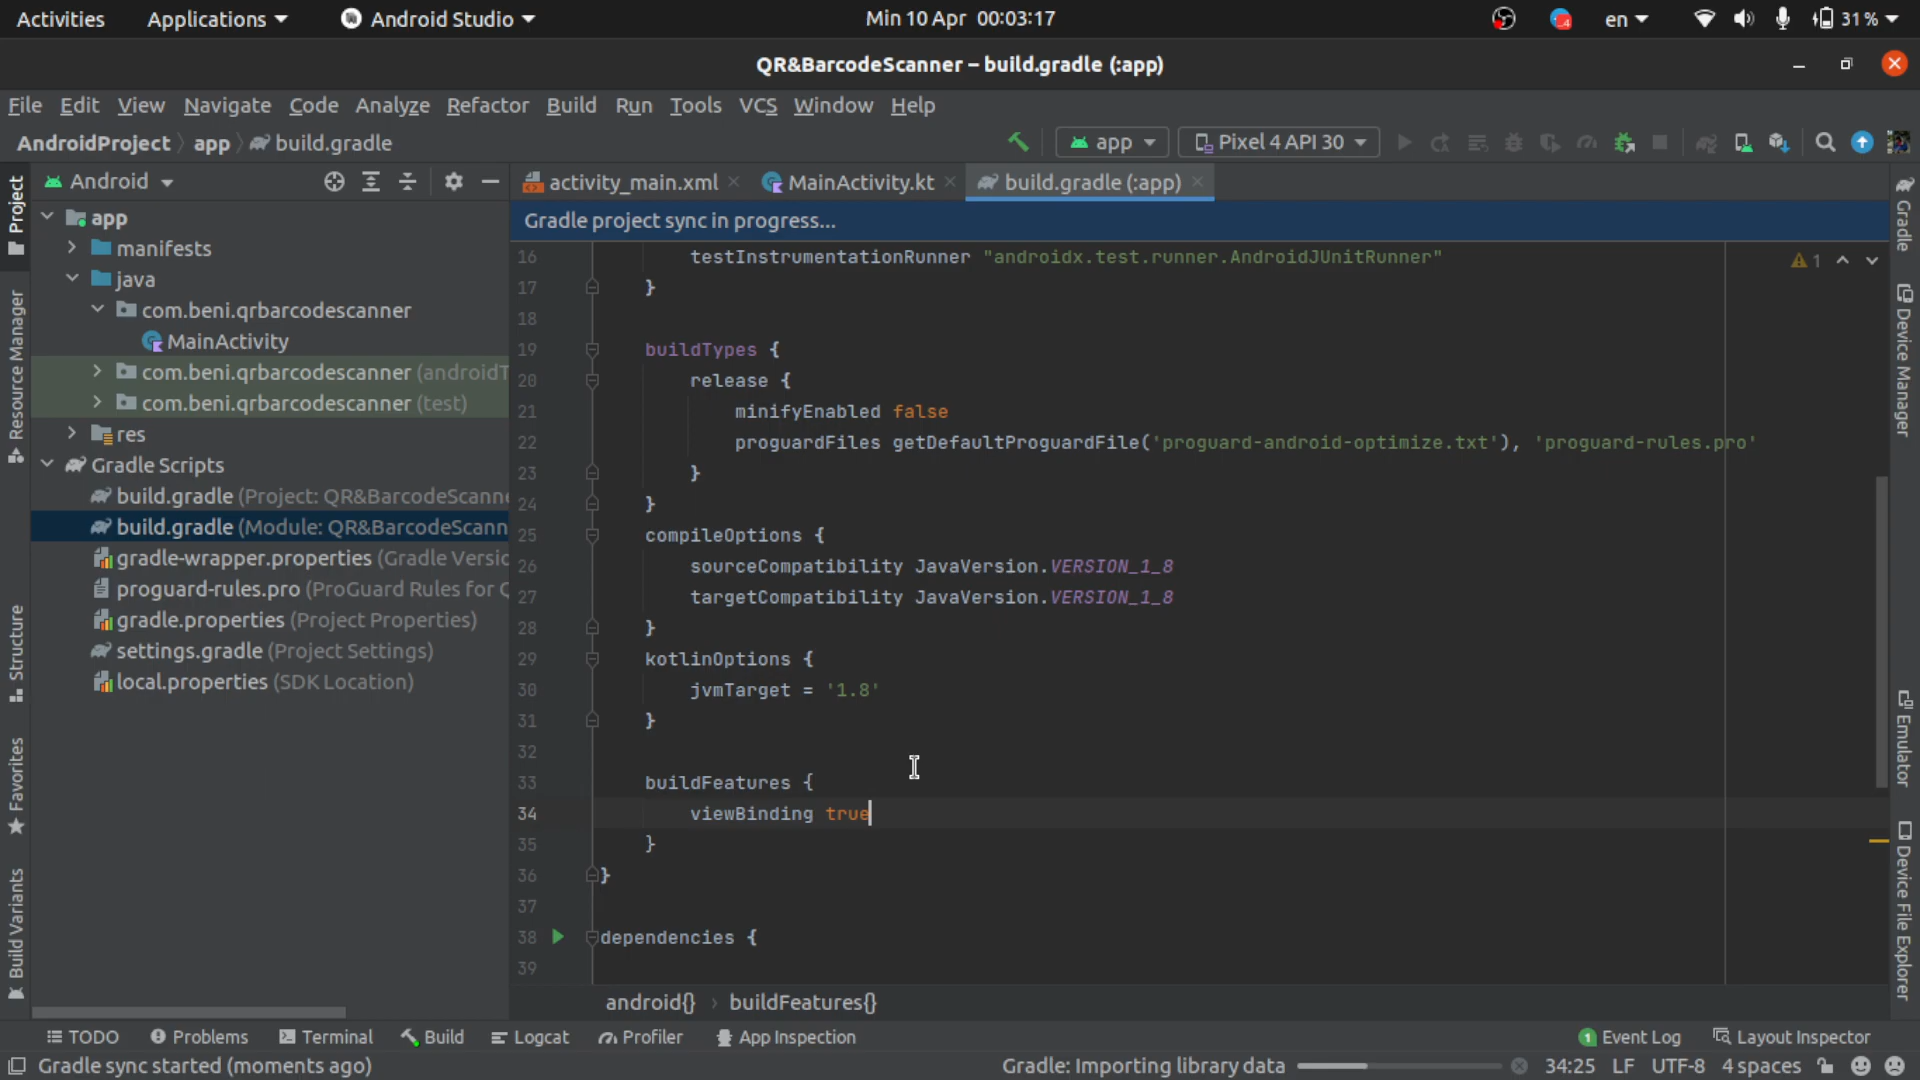 Activities Applications Android Studio Min 10 Apr 00:03:17 en 31 %
QR&BarcodeScanner – build.gradle (:app)
File Edit View Navigate Code Analyze Refactor Build Run Tools VCS Window Help
AndroidProject app build.gradle app Pixel 4 API 30
Android activity_main.xml MainActivity.kt build.gradle (:app)
Gradle project sync in progress...
app
manifests
java
com.beni.qrbarcodescanner
MainActivity
com.beni.qrbarcodescanner (androidT
com.beni.qrbarcodescanner (test)
res
Gradle Scripts
build.gradle (Project: QR&BarcodeScanne
build.gradle (Module: QR&BarcodeScann
gradle-wrapper.properties (Gradle Versio
proguard-rules.pro (ProGuard Rules for
gradle.properties (Project Properties)
settings.gradle (Project Settings)
local.properties (SDK Location)
16 testInstrumentationRunner "androidx.test.runner.AndroidJUnitRunner"
17 }
18
19 buildTypes {
20 release {
21 minifyEnabled false
22 proguardFiles getDefaultProguardFile('proguard-android-optimize.txt'), 'proguard-rules.pro'
23 }
24 }
25 compileOptions {
26 sourceCompatibility JavaVersion.VERSION_1_8
27 targetCompatibility JavaVersion.VERSION_1_8
28 }
29 kotlinOptions {
30 jvmTarget = '1.8'
31 }
32
33 buildFeatures {
34 viewBinding true
35 }
36 }
37
38 dependencies {
39
1
android{} › buildFeatures{}
Project
Resource Manager
Structure
Favorites
Build Variants
Gradle
Device Manager
Emulator
Device File Explorer
TODO Problems Terminal Build Logcat Profiler App Inspection 1 Event Log Layout Inspector
Gradle sync started (moments ago) Gradle: Importing library data 34:25 LF UTF-8 4 spaces